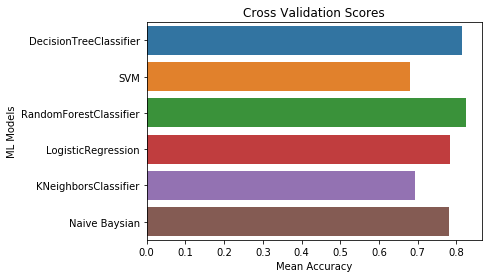 Cross Validation Scores
DecisionTreeClassifier
SVM
RandomForestClassifier
LogisticRegression
KNeighborsClassifier
Naive Baysian
ML Models
0.0 0.1 0.2 0.3 0.4 0.5 0.6 0.7 0.8
Mean Accuracy